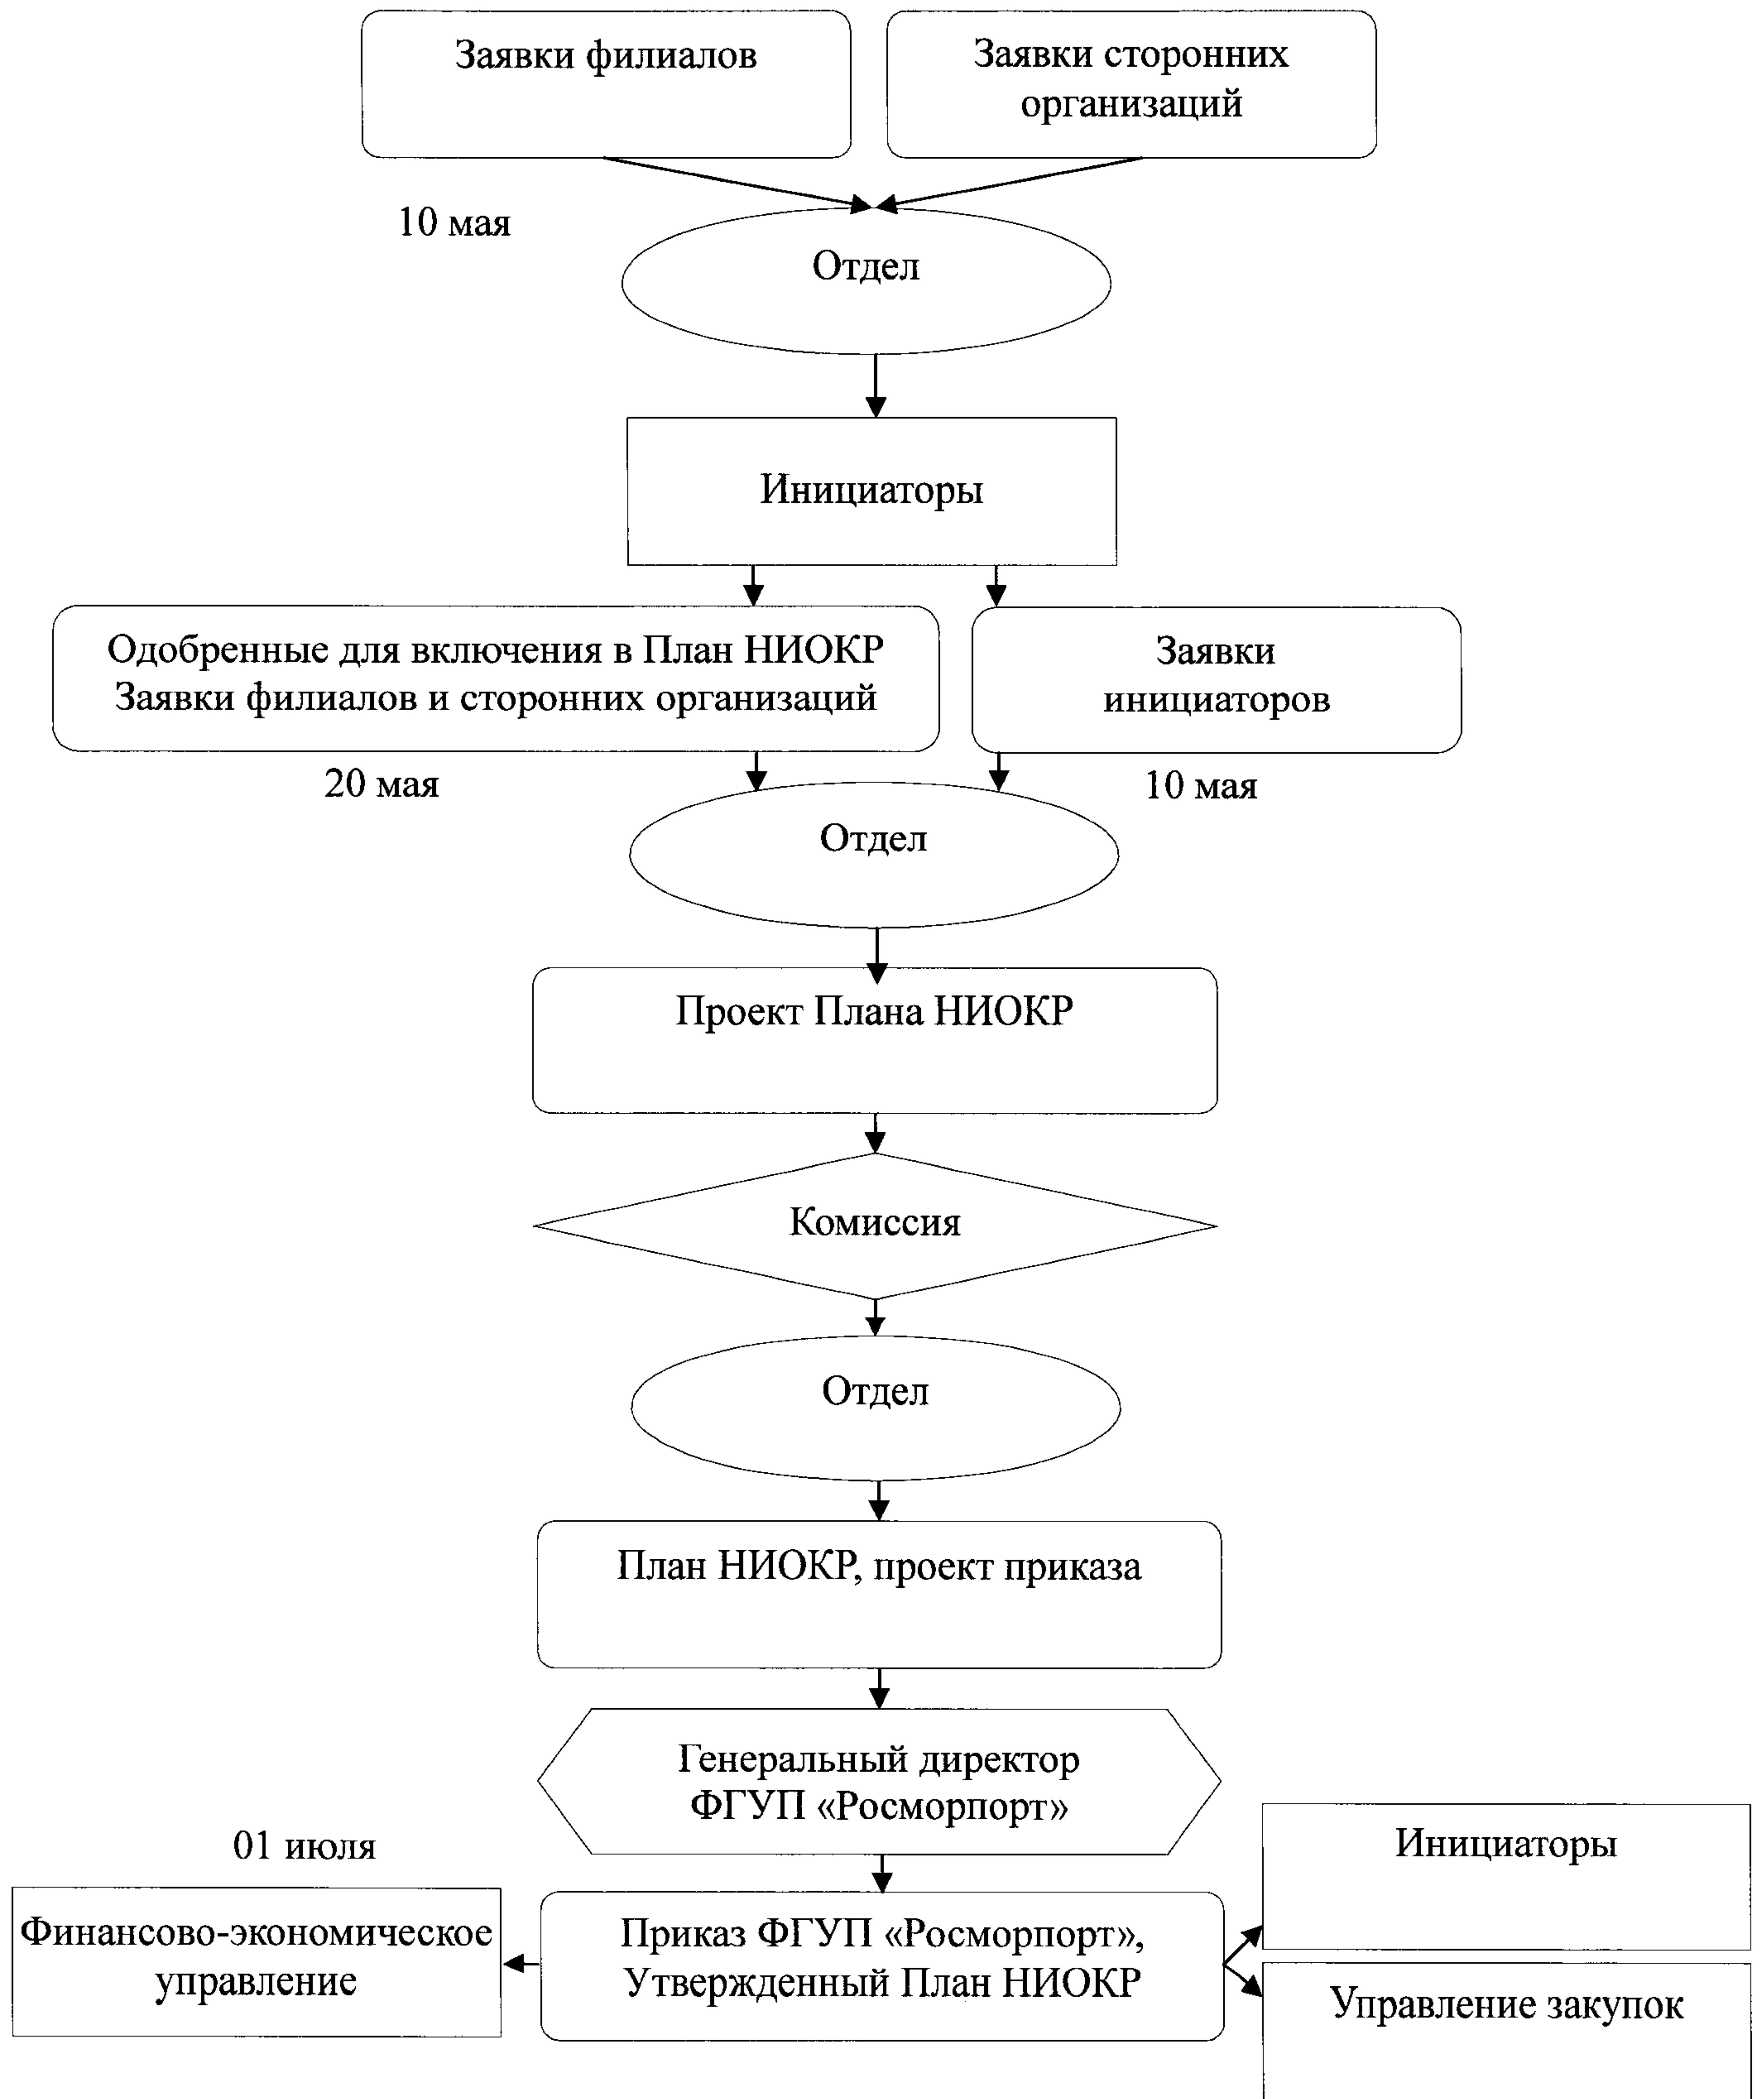 Заявки филиалов
Заявки сторонних
организаций
10 мая
Отдел
Инициаторы
Одобренные для включения в План НИОКР
Заявки филиалов и сторонних организаций
Заявки
инициаторов
20 мая
10 мая
Отдел
Проект Плана НИОКР
Комиссия
Отдел
План НИОКР, проект приказа
Генеральный директор
ФГУП «Росморпорт»
01 июля
Инициаторы
Финансово-экономическое
управление
Приказ ФГУП «Росморпорт»,
Утвержденный План НИОКР
Управление закупок